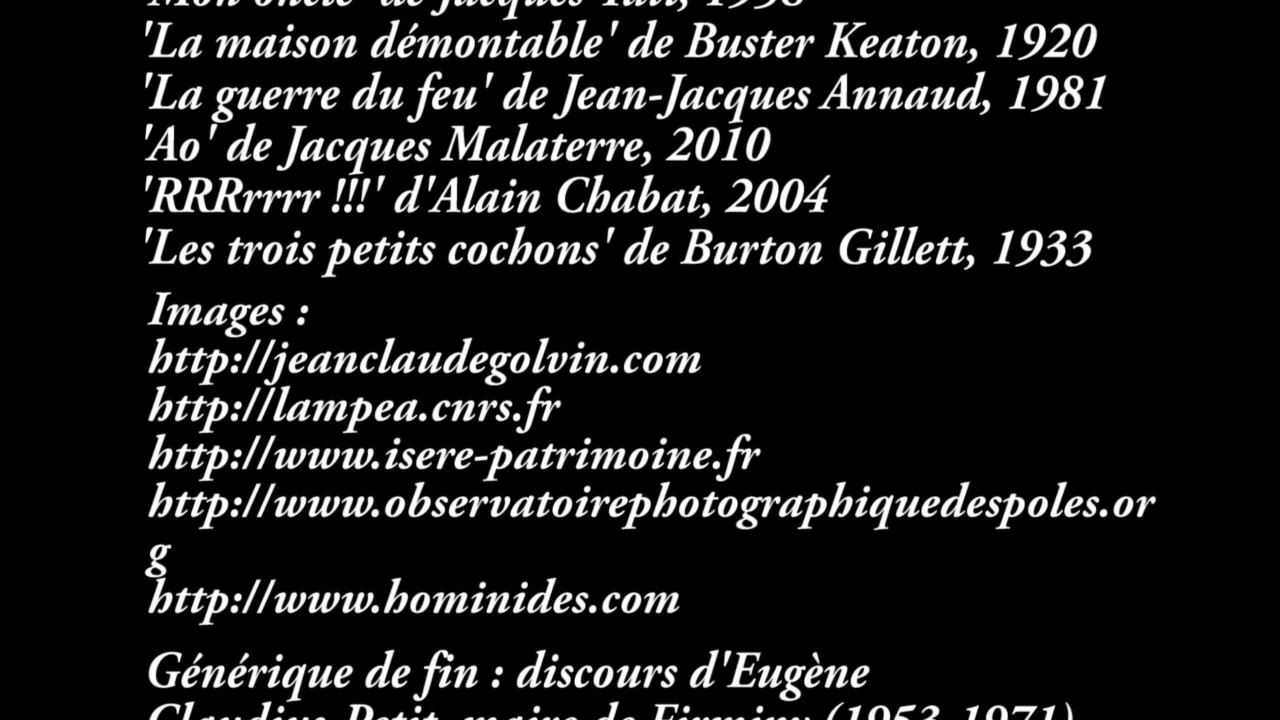 'Mon oncle' de Jacques Tati, 1958
'La maison démontable' de Buster Keaton, 1920
'La guerre du feu' de Jean-Jacques Annaud, 1981
'Ao' de Jacques Malaterre, 2010
'RRRrrrr !!!' d'Alain Chabat, 2004
'Les trois petits cochons' de Burton Gillett, 1933
Images :
http://jeanclaudegolvin.com
http://lampea.cnrs.fr
http://www.isere-patrimoine.fr
http://www.observatoirephotographiquedespoles.or
g
http://www.hominides.com
Générique de fin : discours d'Eugène
Claudius-Petit, maire de Firminy (1953-1971)